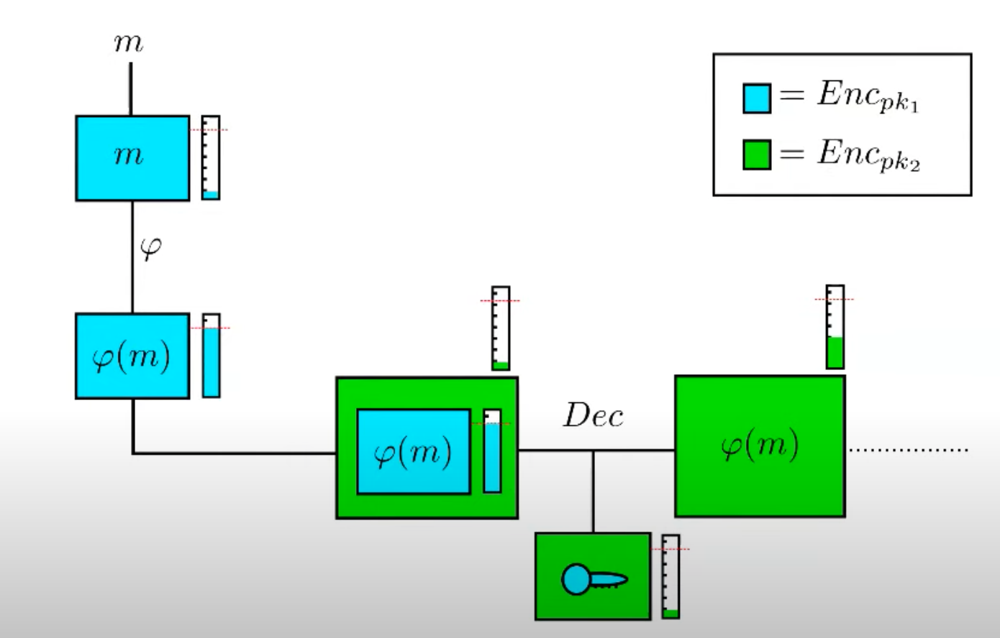 m
m
= Enc_{pk_1}
= Enc_{pk_2}
φ
φ(m)
φ(m)
Dec
φ(m)